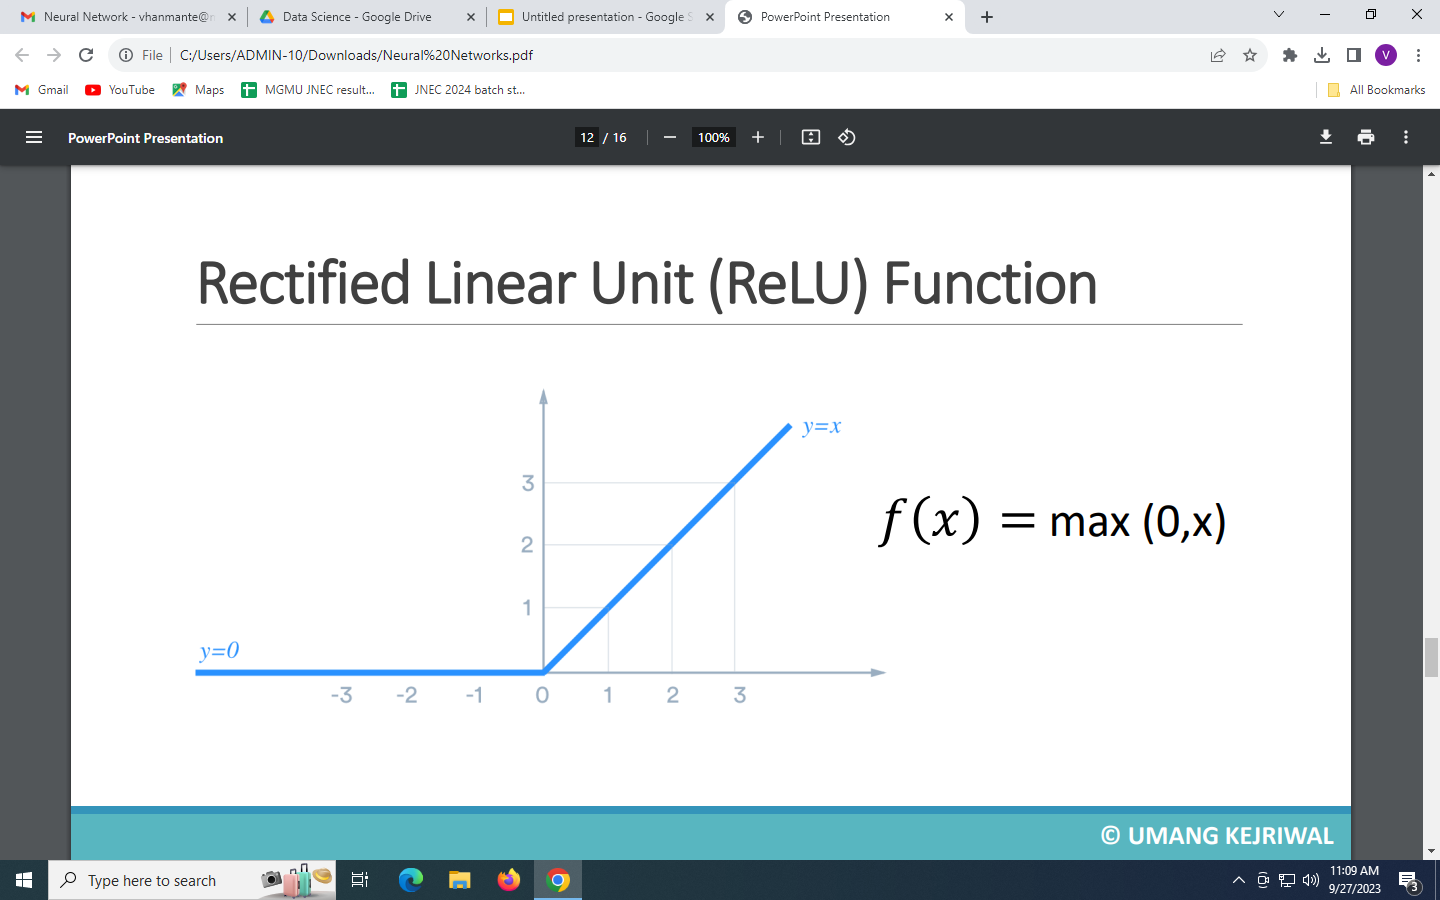 Neural Network - vhanmante@
Data Science - Google Drive
Untitled presentation - Google S
PowerPoint Presentation
File
C:/Users/ADMIN-10/Downloads/Neural%20Networks.pdf
V
Gmail
YouTube
Maps
MGMU JNEC result...
JNEC 2024 batch st...
All Bookmarks
PowerPoint Presentation
12 / 16
100%
Rectified Linear Unit (ReLU) Function
y=x
3
f(x) = max (0,x)
2
1
y=0
-3 -2 -1 0 1 2 3
© UMANG KEJRIWAL
Type here to search
11:09 AM
9/27/2023
3